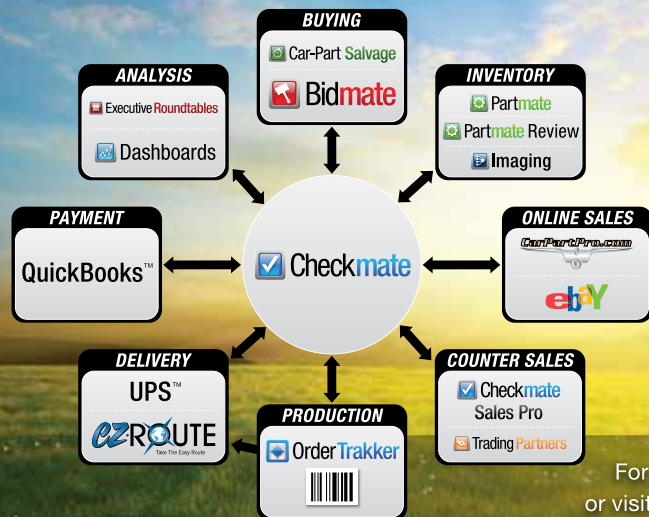 BUYING
Car-Part Salvage
Bidmate
ANALYSIS
Executive Roundtables
Dashboards
INVENTORY
Partmate
Partmate Review
Imaging
PAYMENT
QuickBooks™
Checkmate
ONLINE SALES
CarPartPro.com
ebaY
DELIVERY
UPS™
EZ-ROUTE
Take The Easy Route
PRODUCTION
OrderTrakker
COUNTER SALES
Checkmate
Sales Pro
Trading Partners
For
or visit